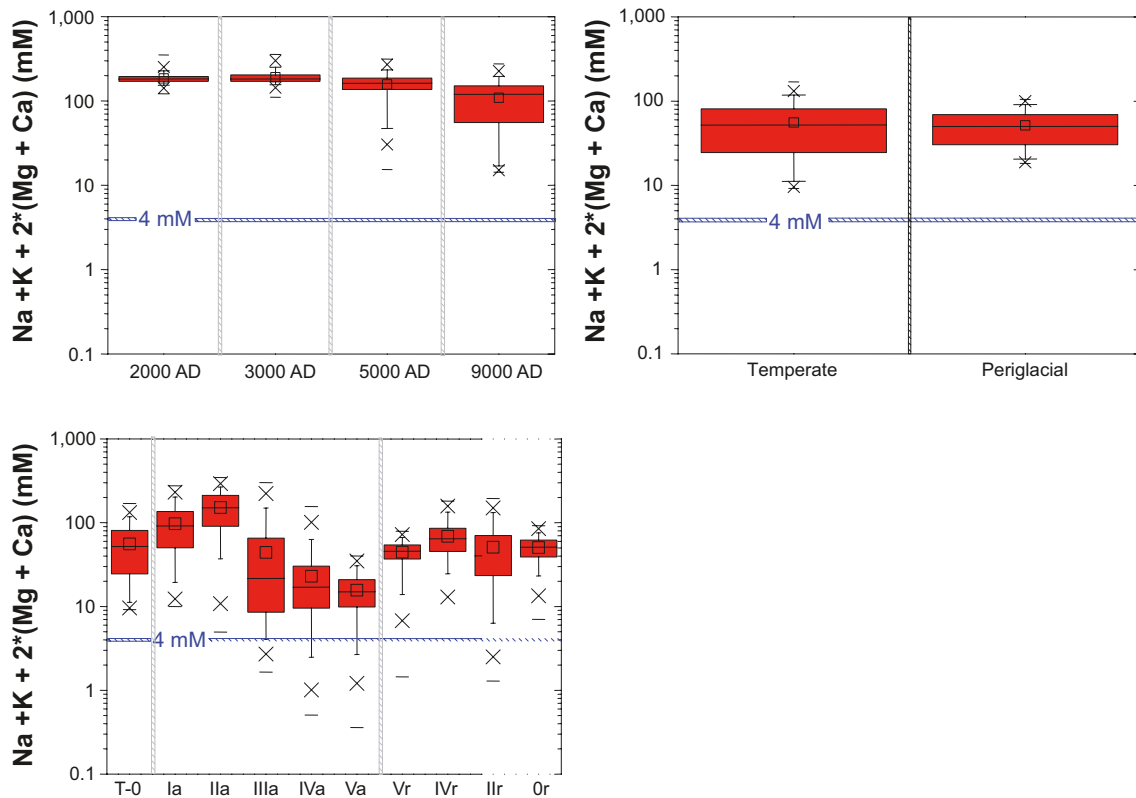 Na +K + 2*(Mg + Ca) (mM)
1,000
100
10
1
0.1
4 mM
2000 AD 3000 AD 5000 AD 9000 AD
Na +K + 2*(Mg + Ca) (mM)
1,000
100
10
1
0.1
4 mM
Temperate Periglacial
Na +K + 2*(Mg + Ca) (mM)
1,000
100
10
1
0.1
4 mM
T-0 Ia IIa IIIa IVa Va Vr IVr IIr 0r